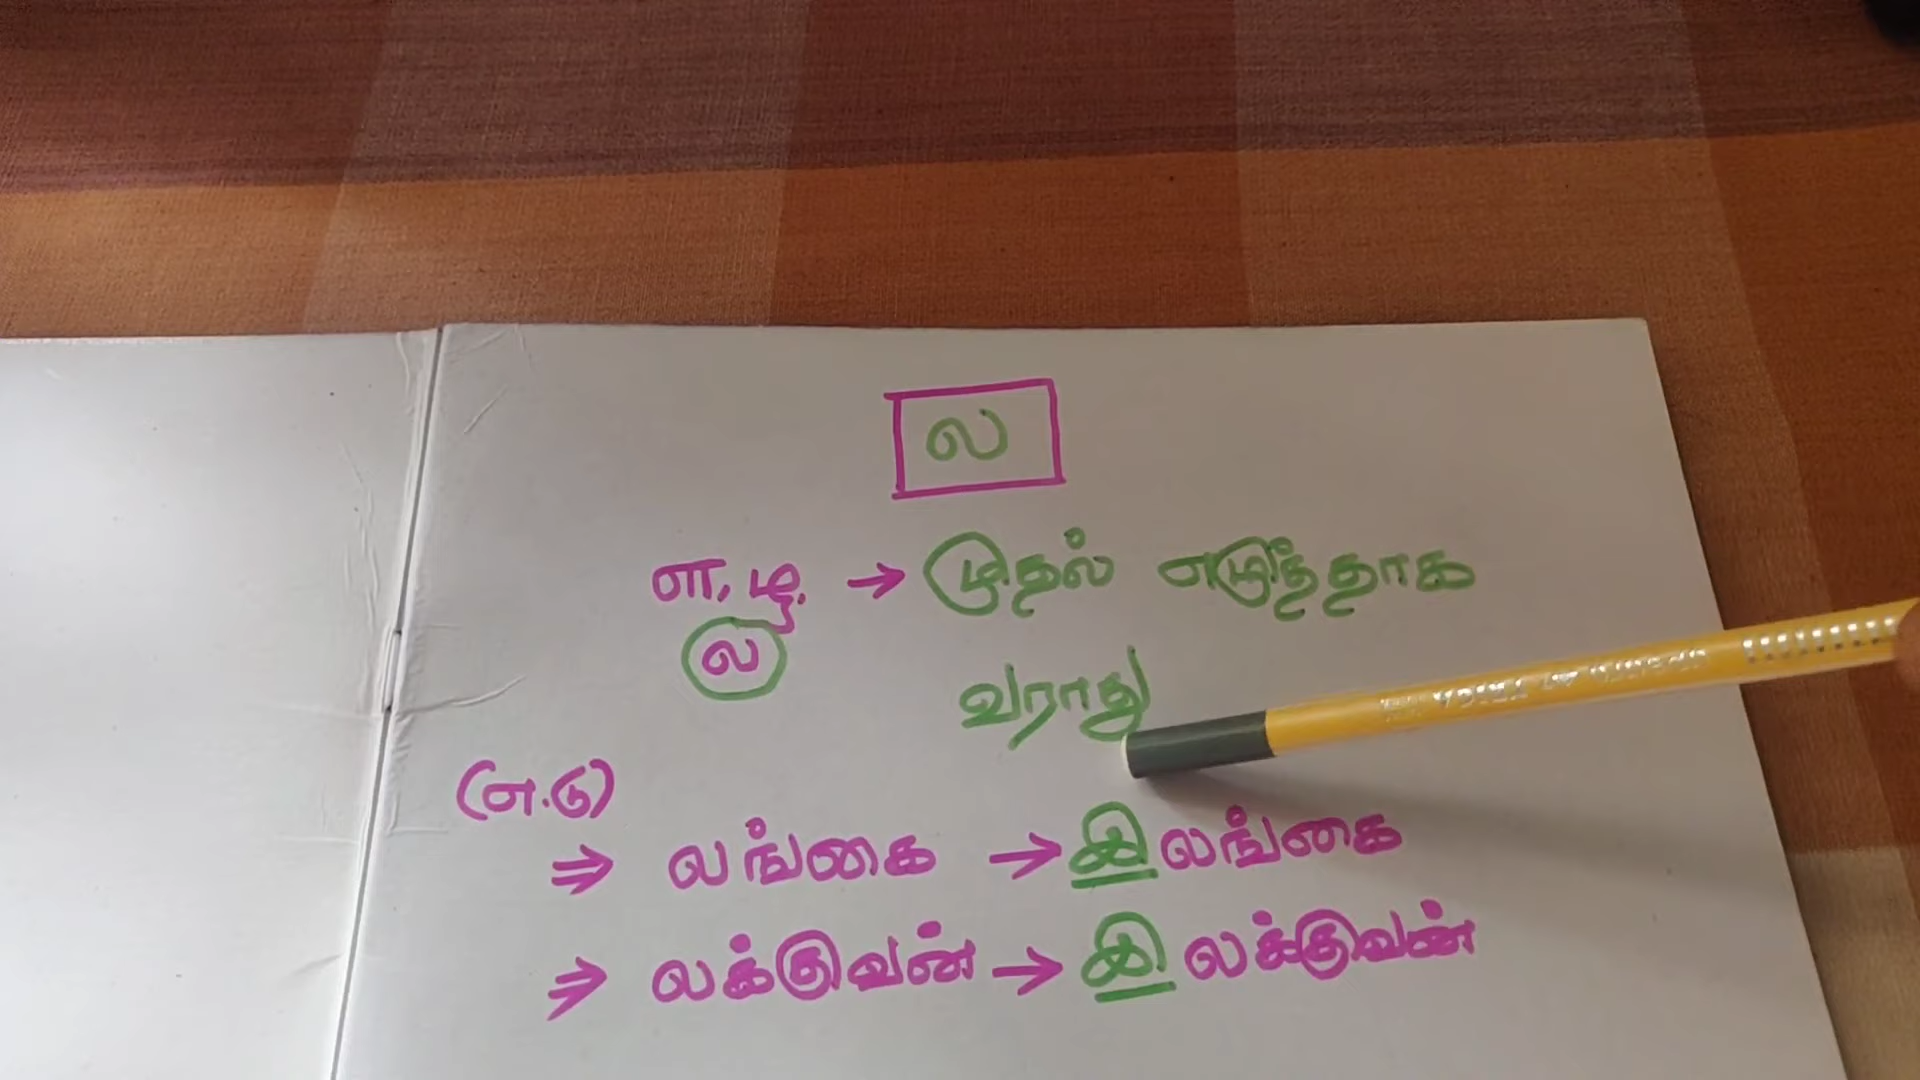 ல
ள, ழ, → முதல் எழுத்தாக
ல
வராது
(எ.டு)
⇒ லங்கை → இலங்கை
⇒ லக்குவன் → இலக்குவன்